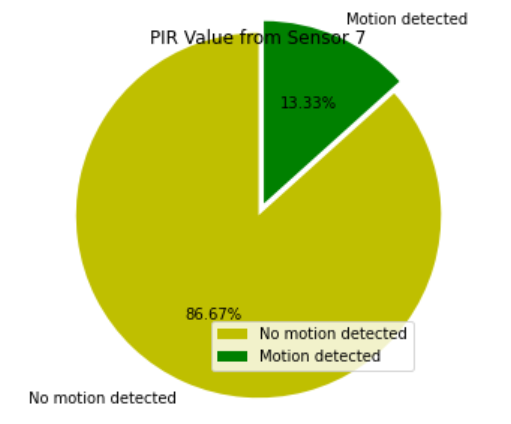 Motion detected
PIR Value from Sensor 7
13.33%
86.67%
No motion detected
Motion detected
No motion detected